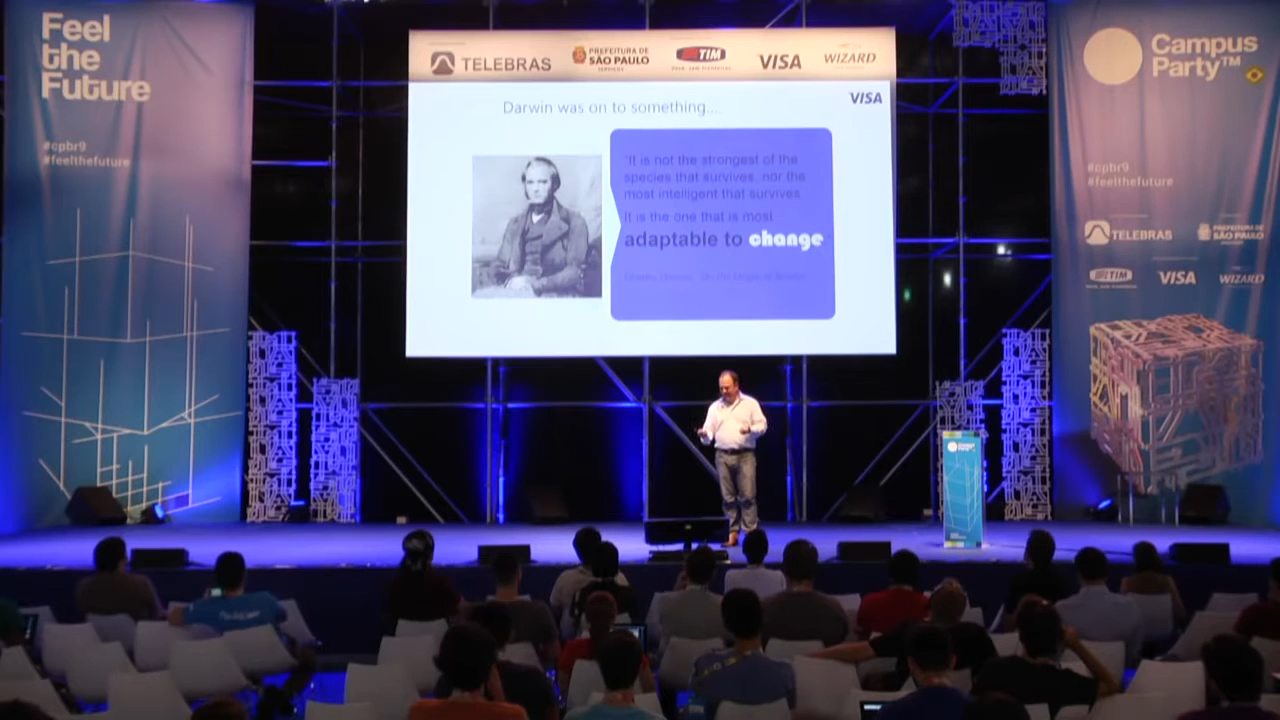 Feel
the
Future
#cpbr9
#feelthefuture
TELEBRAS
PREFEITURA DE
SÃO PAULO
TIM
VISA
WIZARD
VISA
Darwin was on to something....
"It is not the strongest of the
species that survives, nor the
most intelligent that survives.
It is the one that is most
adaptable to change"
Campus
Party™
#cpbr9
#feelthefuture
TELEBRAS
PREFEITURA DE
SÃO PAULO
TIM
VISA
WIZARD
Campus
Party